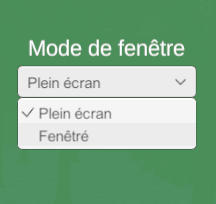 Mode de fenêtre
Plein écran
Plein écran
Fenêtré